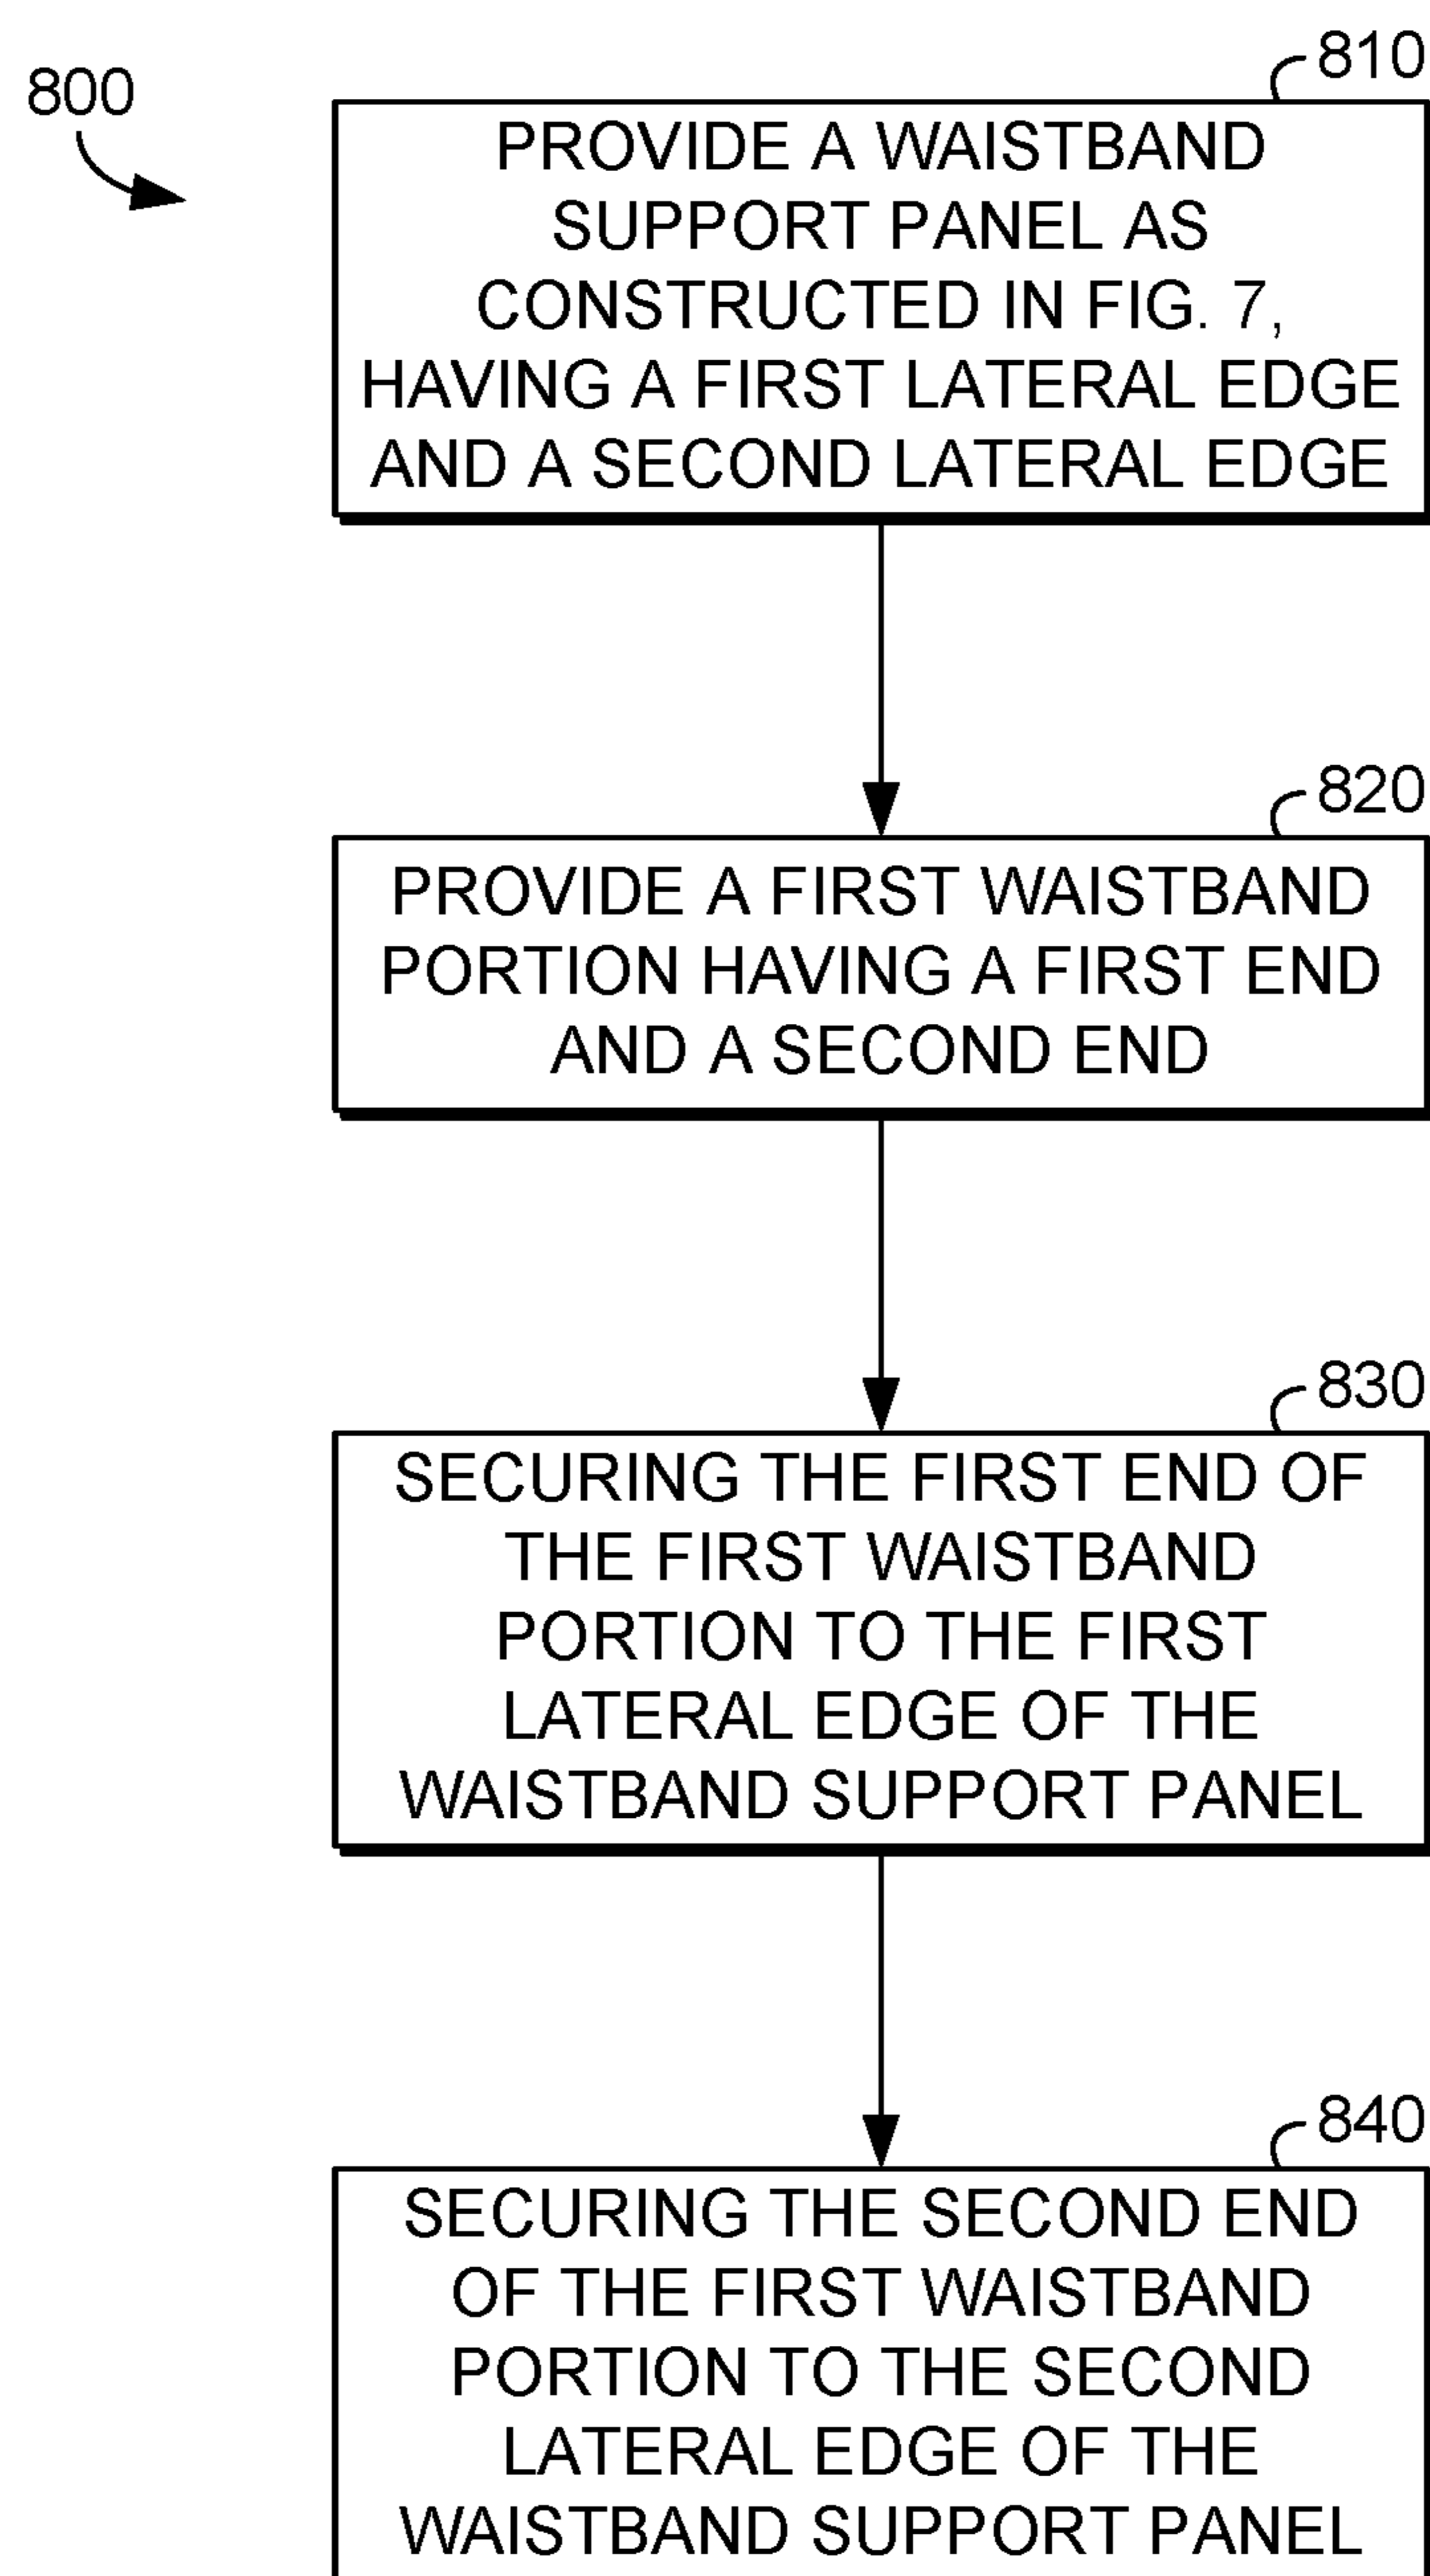 800
810
PROVIDE A WAISTBAND
SUPPORT PANEL AS
CONSTRUCTED IN FIG. 7,
HAVING A FIRST LATERAL EDGE
AND A SECOND LATERAL EDGE
820
PROVIDE A FIRST WAISTBAND
PORTION HAVING A FIRST END
AND A SECOND END
830
SECURING THE FIRST END OF
THE FIRST WAISTBAND
PORTION TO THE FIRST
LATERAL EDGE OF THE
WAISTBAND SUPPORT PANEL
840
SECURING THE SECOND END
OF THE FIRST WAISTBAND
PORTION TO THE SECOND
LATERAL EDGE OF THE
WAISTBAND SUPPORT PANEL